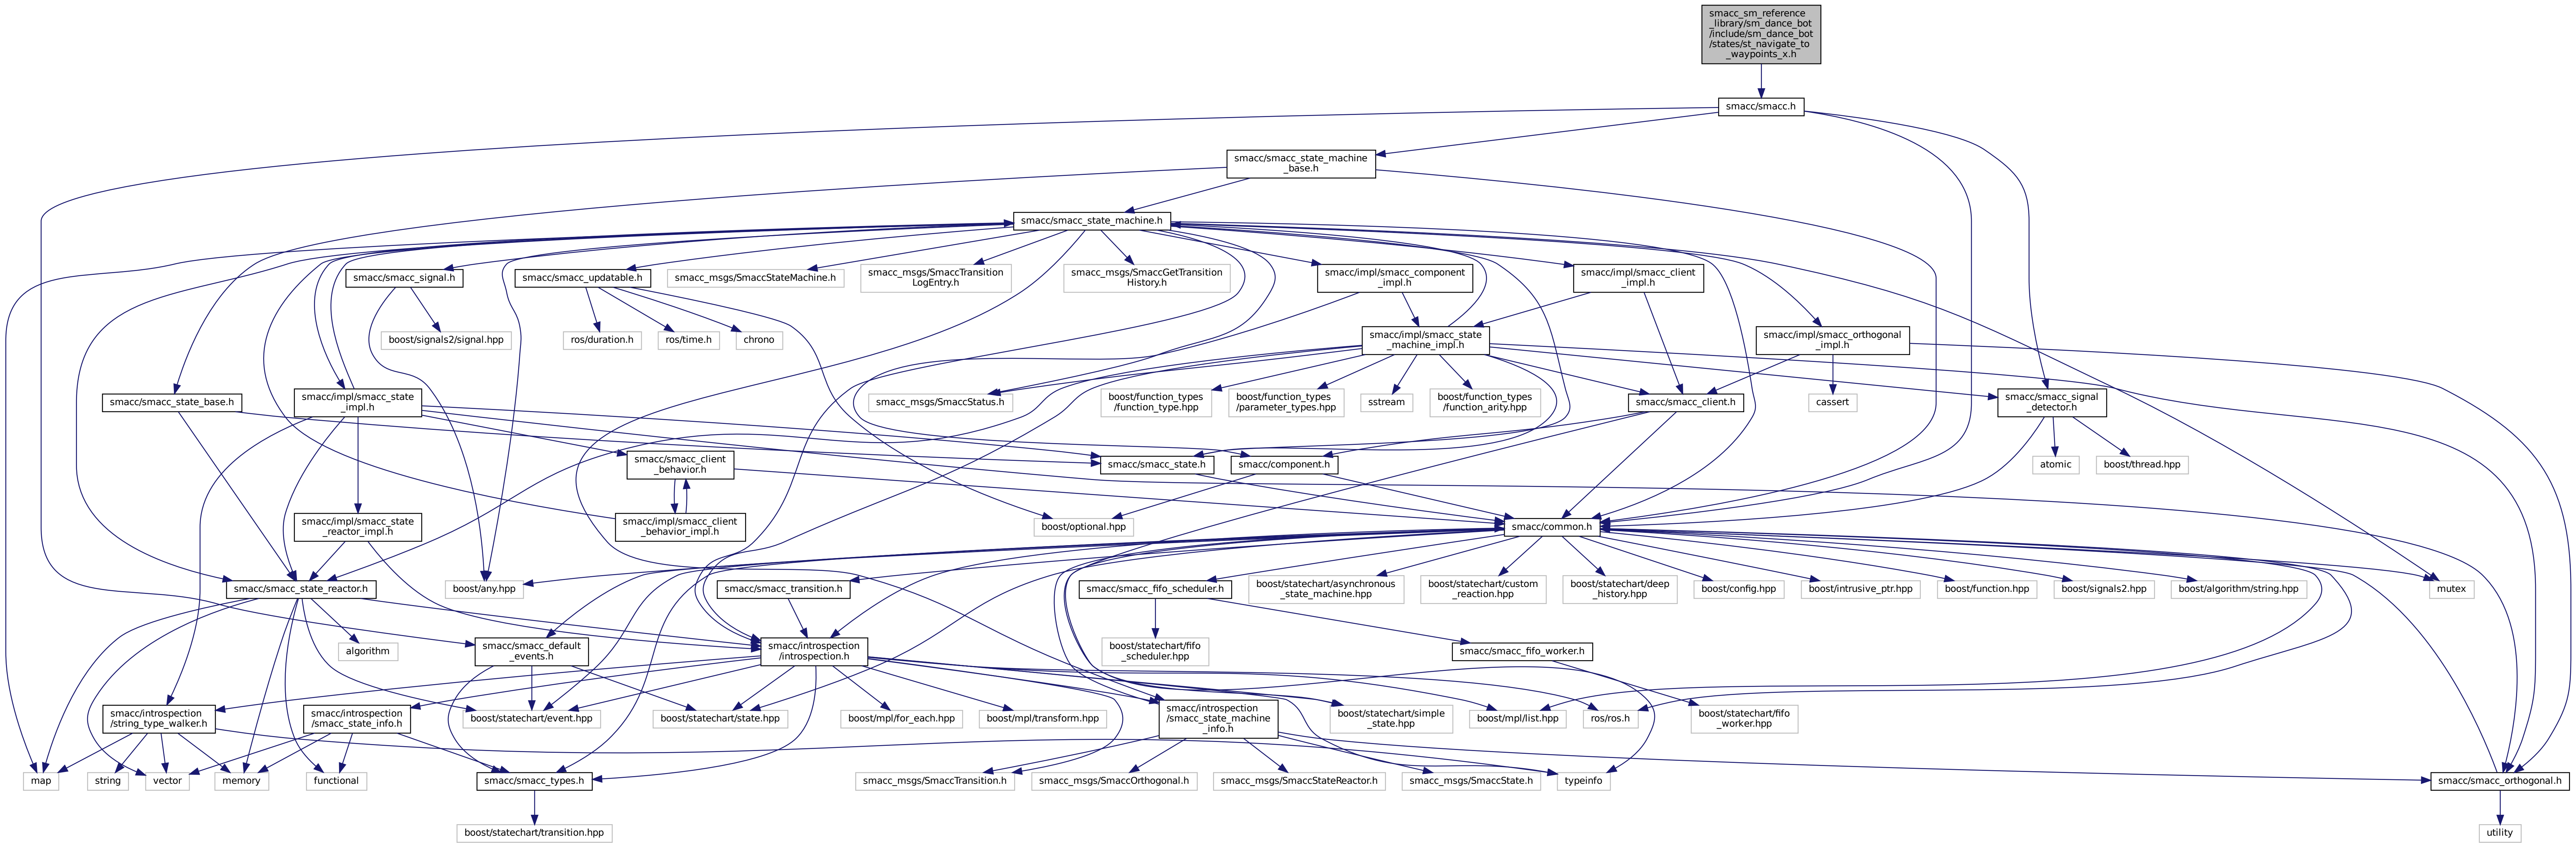 smacc_sm_reference
_library/sm_dance_bot
/include/sm_dance_bot
/states/st_navigate_to
_waypoints_x.h
smacc/smacc.h
smacc/smacc_state_machine
_base.h
smacc/smacc_state_machine.h
smacc/smacc_signal.h
smacc/smacc_updatable.h
smacc_msgs/SmaccStateMachine.h
smacc_msgs/SmaccTransition
LogEntry.h
smacc_msgs/SmaccGetTransition
History.h
smacc/impl/smacc_component
_impl.h
smacc/impl/smacc_client
_impl.h
boost/signals2/signal.hpp
ros/duration.h
ros/time.h
chrono
smacc/impl/smacc_state
_machine_impl.h
smacc/impl/smacc_orthogonal
_impl.h
smacc/smacc_state_base.h
smacc/impl/smacc_state
_impl.h
smacc_msgs/SmaccStatus.h
boost/function_types
/function_type.hpp
boost/function_types
/parameter_types.hpp
sstream
boost/function_types
/function_arity.hpp
smacc/smacc_client.h
cassert
smacc/smacc_signal
_detector.h
smacc/smacc_client
_behavior.h
smacc/smacc_state.h
smacc/component.h
atomic
boost/thread.hpp
smacc/impl/smacc_state
_reactor_impl.h
smacc/impl/smacc_client
_behavior_impl.h
boost/optional.hpp
smacc/common.h
smacc/smacc_state_reactor.h
boost/any.hpp
smacc/smacc_transition.h
smacc/smacc_fifo_scheduler.h
boost/statechart/asynchronous
_state_machine.hpp
boost/statechart/custom
_reaction.hpp
boost/statechart/deep
_history.hpp
boost/config.hpp
boost/intrusive_ptr.hpp
boost/function.hpp
boost/signals2.hpp
boost/algorithm/string.hpp
mutex
algorithm
smacc/smacc_default
_events.h
smacc/introspection
/introspection.h
boost/statechart/fifo
_scheduler.hpp
smacc/smacc_fifo_worker.h
smacc/introspection
/string_type_walker.h
smacc/introspection
/smacc_state_info.h
boost/statechart/event.hpp
boost/statechart/state.hpp
boost/mpl/for_each.hpp
boost/mpl/transform.hpp
smacc/introspection
/smacc_state_machine
_info.h
boost/statechart/simple
_state.hpp
boost/mpl/list.hpp
ros/ros.h
boost/statechart/fifo
_worker.hpp
map
string
vector
memory
functional
smacc/smacc_types.h
smacc_msgs/SmaccTransition.h
smacc_msgs/SmaccOrthogonal.h
smacc_msgs/SmaccStateReactor.h
smacc_msgs/SmaccState.h
typeinfo
smacc/smacc_orthogonal.h
boost/statechart/transition.hpp
utility